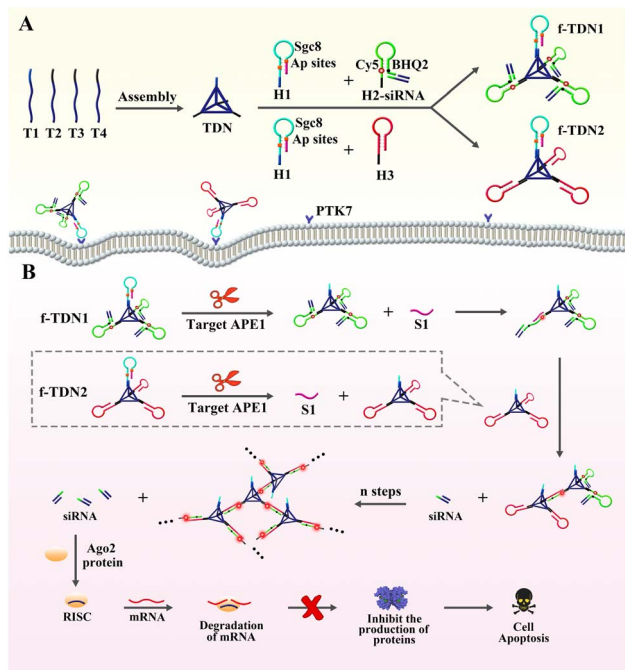 A
T1 T2 T3 T4
Assembly
TDN
Sgc8
Ap sites
H1
+
Cy5 BHQ2
H2-siRNA
f-TDN1
Sgc8
Ap sites
H1
+
H3
f-TDN2
PTK7
B
f-TDN1
Target APE1
+
S1
f-TDN2
Target APE1
S1
+
siRNA
+
n steps
siRNA
+
Ago2
protein
RISC
mRNA
Degradation
of mRNA
Inhibit the
production of
proteins
Cell
Apoptosis